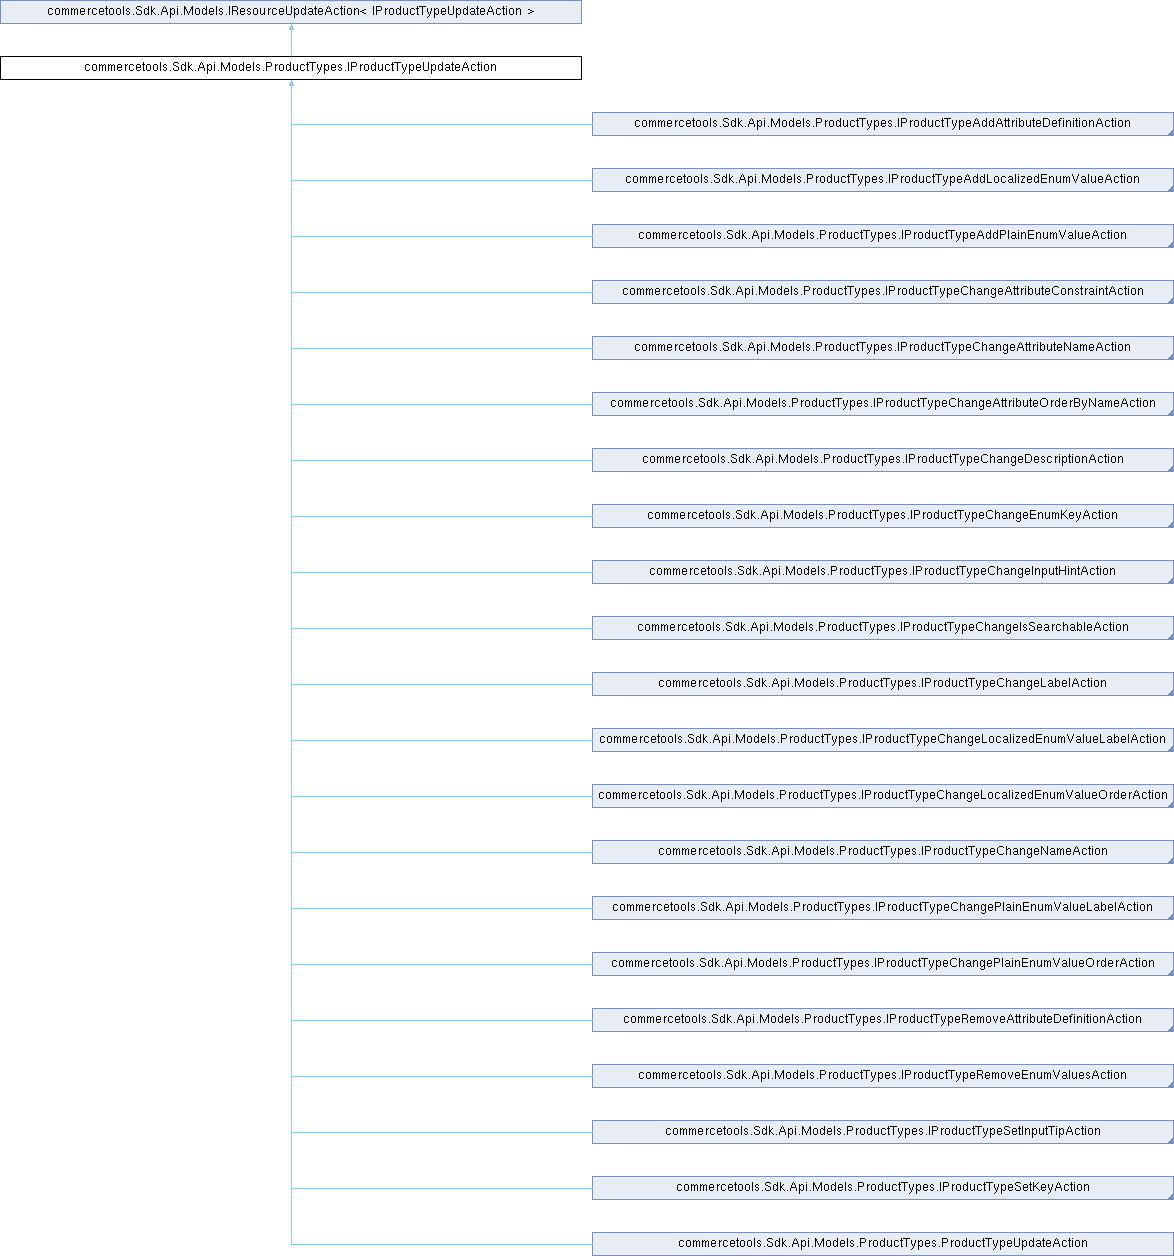 commercetools.Sdk.Api.Models.IResourceUpdateAction< IProductTypeUpdateAction >
commercetools.Sdk.Api.Models.ProductTypes.IProductTypeUpdateAction
commercetools.Sdk.Api.Models.ProductTypes.IProductTypeAddAttributeDefinitionAction
commercetools.Sdk.Api.Models.ProductTypes.IProductTypeAddLocalizedEnumValueAction
commercetools.Sdk.Api.Models.ProductTypes.IProductTypeAddPlainEnumValueAction
commercetools.Sdk.Api.Models.ProductTypes.IProductTypeChangeAttributeConstraintAction
commercetools.Sdk.Api.Models.ProductTypes.IProductTypeChangeAttributeNameAction
commercetools.Sdk.Api.Models.ProductTypes.IProductTypeChangeAttributeOrderByNameAction
commercetools.Sdk.Api.Models.ProductTypes.IProductTypeChangeDescriptionAction
commercetools.Sdk.Api.Models.ProductTypes.IProductTypeChangeEnumKeyAction
commercetools.Sdk.Api.Models.ProductTypes.IProductTypeChangeInputHintAction
commercetools.Sdk.Api.Models.ProductTypes.IProductTypeChangeIsSearchableAction
commercetools.Sdk.Api.Models.ProductTypes.IProductTypeChangeLabelAction
commercetools.Sdk.Api.Models.ProductTypes.IProductTypeChangeLocalizedEnumValueLabelAction
commercetools.Sdk.Api.Models.ProductTypes.IProductTypeChangeLocalizedEnumValueOrderAction
commercetools.Sdk.Api.Models.ProductTypes.IProductTypeChangeNameAction
commercetools.Sdk.Api.Models.ProductTypes.IProductTypeChangePlainEnumValueLabelAction
commercetools.Sdk.Api.Models.ProductTypes.IProductTypeChangePlainEnumValueOrderAction
commercetools.Sdk.Api.Models.ProductTypes.IProductTypeRemoveAttributeDefinitionAction
commercetools.Sdk.Api.Models.ProductTypes.IProductTypeRemoveEnumValuesAction
commercetools.Sdk.Api.Models.ProductTypes.IProductTypeSetInputTipAction
commercetools.Sdk.Api.Models.ProductTypes.IProductTypeSetKeyAction
commercetools.Sdk.Api.Models.ProductTypes.ProductTypeUpdateAction